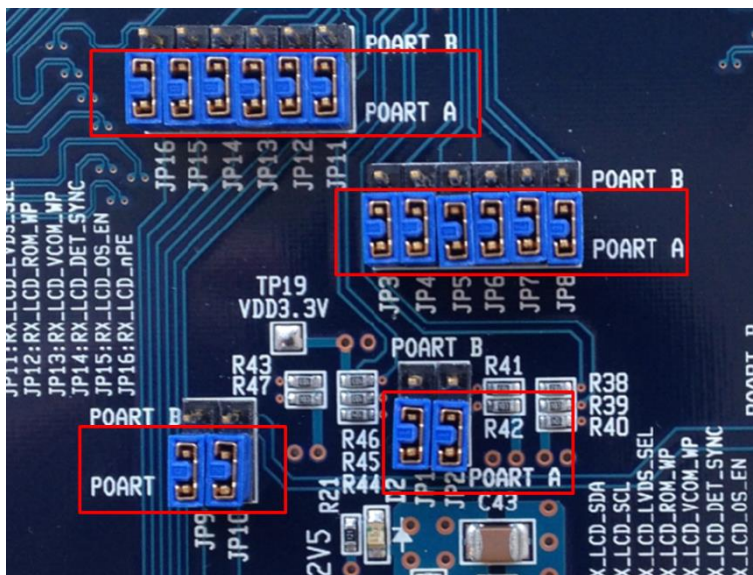 POART B
POART A
JP16
JP15
JP14
JP13
JP12
JP11
POART B
POART A
JP3
JP4
JP5
JP6
JP7
JP8
JP11:RX_LCD_LVDS_SEL
JP12:RX_LCD_ROM_WP
JP13:RX_LCD_VCOM_WP
JP14:RX_LCD_DET_SYNC
JP15:RX_LCD_OS_EN
JP16:RX_LCD_nPE
TP19
VDD3.3V
R43
R47
POART B
R41
R38
R39
R40
R42
R46
R45
R44
POART A
JP1
JP2
POART B
POART
JP9
JP10
R21
2V5
C43
X_LCD_SDA
X_LCD_SCL
X_LCD_LVDS_SEL
X_LCD_ROM_WP
X_LCD_VCOM_WP
X_LCD_DET_SYNC
X_LCD_OS_EN